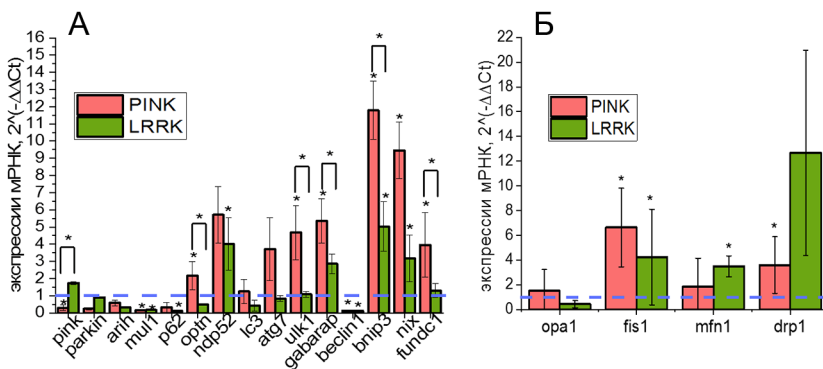 А
экспрессии мРНК, 2^(-ΔΔCt)
16
15
14
13
12
11
10
9
8
7
6
5
4
3
2
1
1
0
PINK
LRRK
* * * * * * * * * * * * * * * * * * *
pink parkin arih mul1 p62 optn ndp52 lc3 atg7 ulk1 gabarap beclin1 bnip3 nix fundc1
Б
экспрессии мРНК, 2^(-ΔΔCt)
22
20
18
16
14
12
10
8
6
4
2
0
PINK
LRRK
* * * *
opa1 fis1 mfn1 drp1